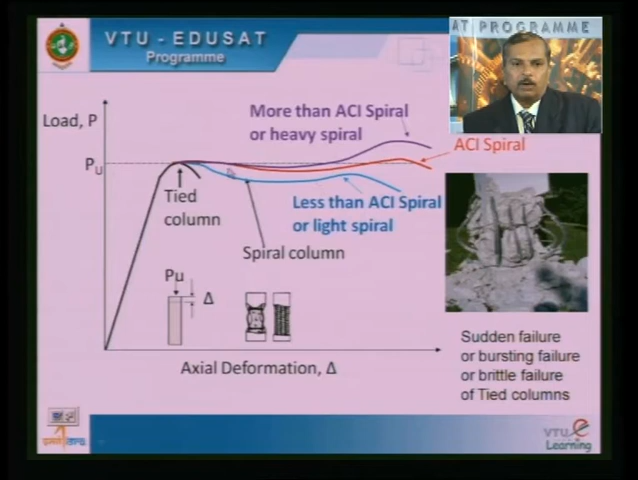 VTU - EDUSAT
Programme
AT PROGRAMME
Load, P
More than ACI Spiral
or heavy spiral
ACI Spiral
PU
Tied
column
Less than ACI Spiral
or light spiral
Spiral column
Pu
Δ
Axial Deformation, Δ
Sudden failure
or bursting failure
or brittle failure
of Tied columns
VTU e
Learning